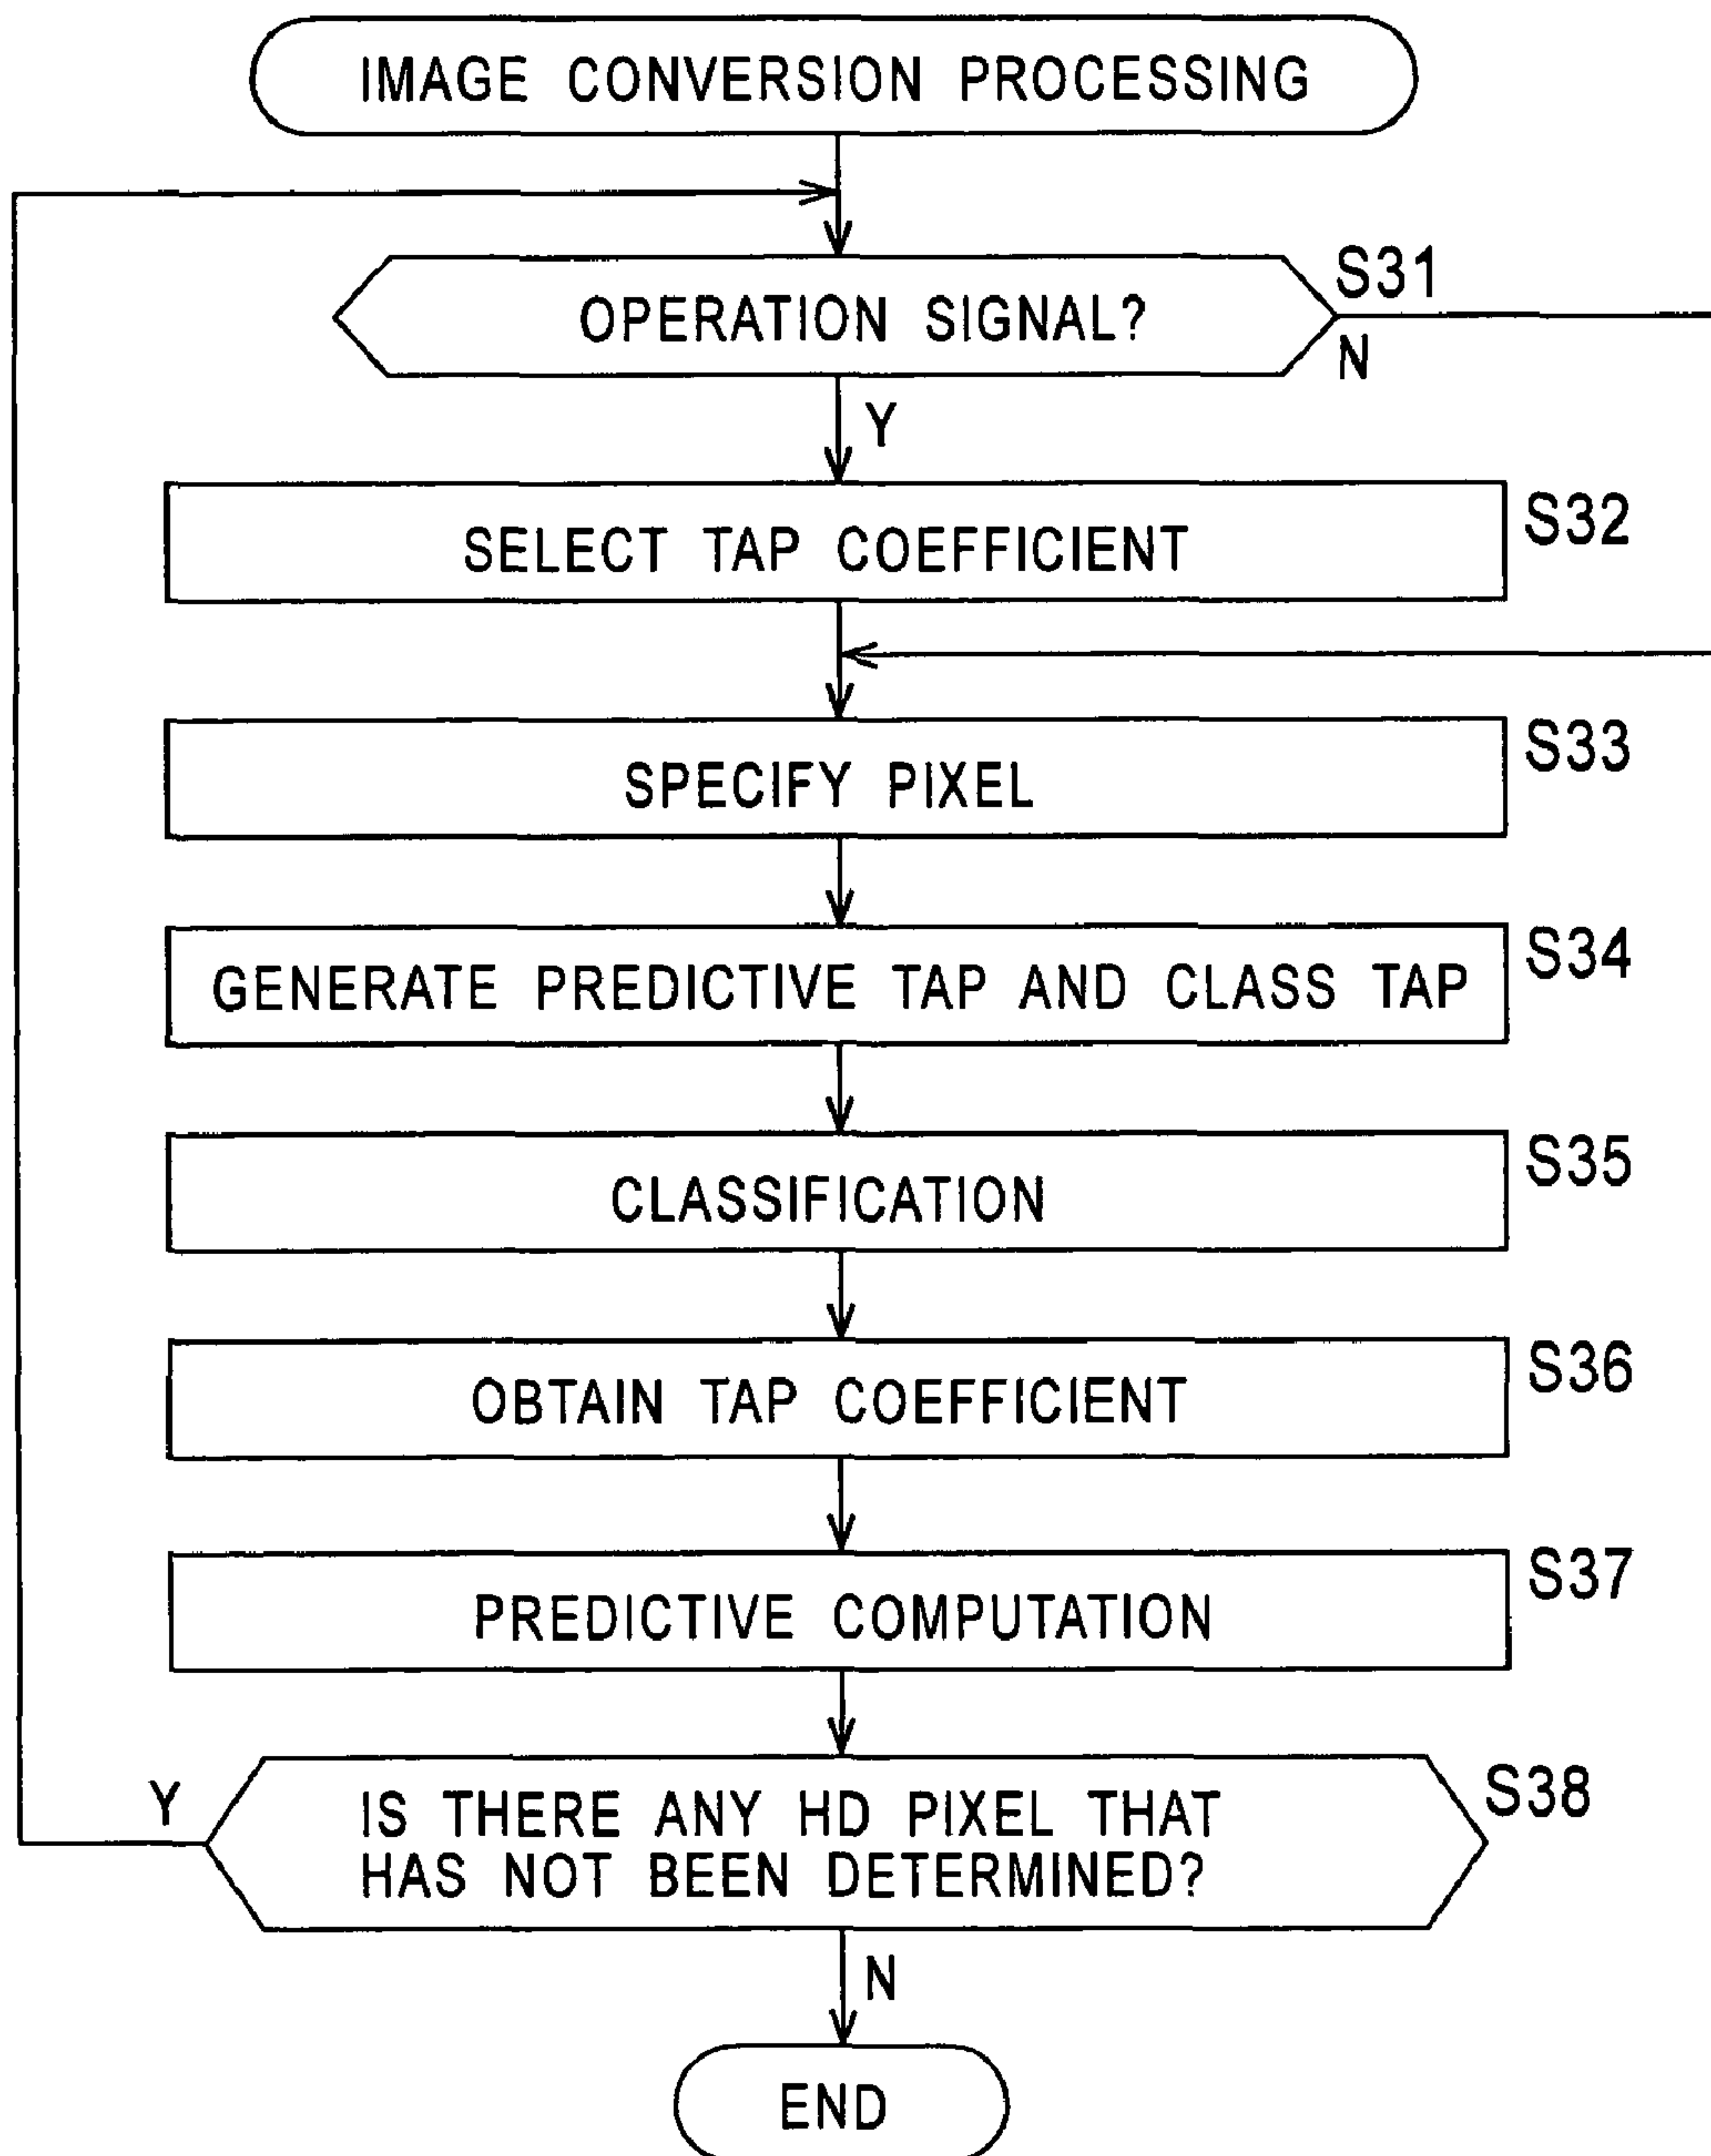 IMAGE CONVERSION PROCESSING
S31
OPERATION SIGNAL?
N
Y
S32
SELECT TAP COEFFICIENT
S33
SPECIFY PIXEL
S34
GENERATE PREDICTIVE TAP AND CLASS TAP
S35
CLASSIFICATION
S36
OBTAIN TAP COEFFICIENT
S37
PREDICTIVE COMPUTATION
Y
S38
IS THERE ANY HD PIXEL THAT
HAS NOT BEEN DETERMINED?
N
END